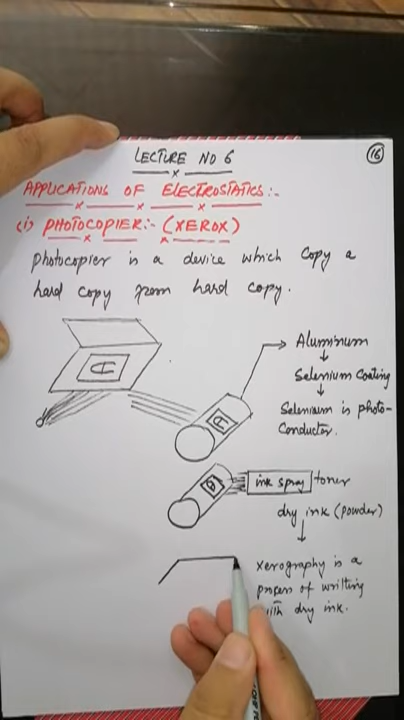 LECTURE NO 6
16
APPLICATIONS OF ELECTROSTATICS:-
(i) PHOTOCOPIER:- (XEROX)
Photocopier is a device which Copy a
hard copy from hard copy.
Aluminum
Selenium Coating
Selenium is photo-
Conductor.
ink spray toner
dry ink (powder)
xerography is a
process of writting
with dry ink.